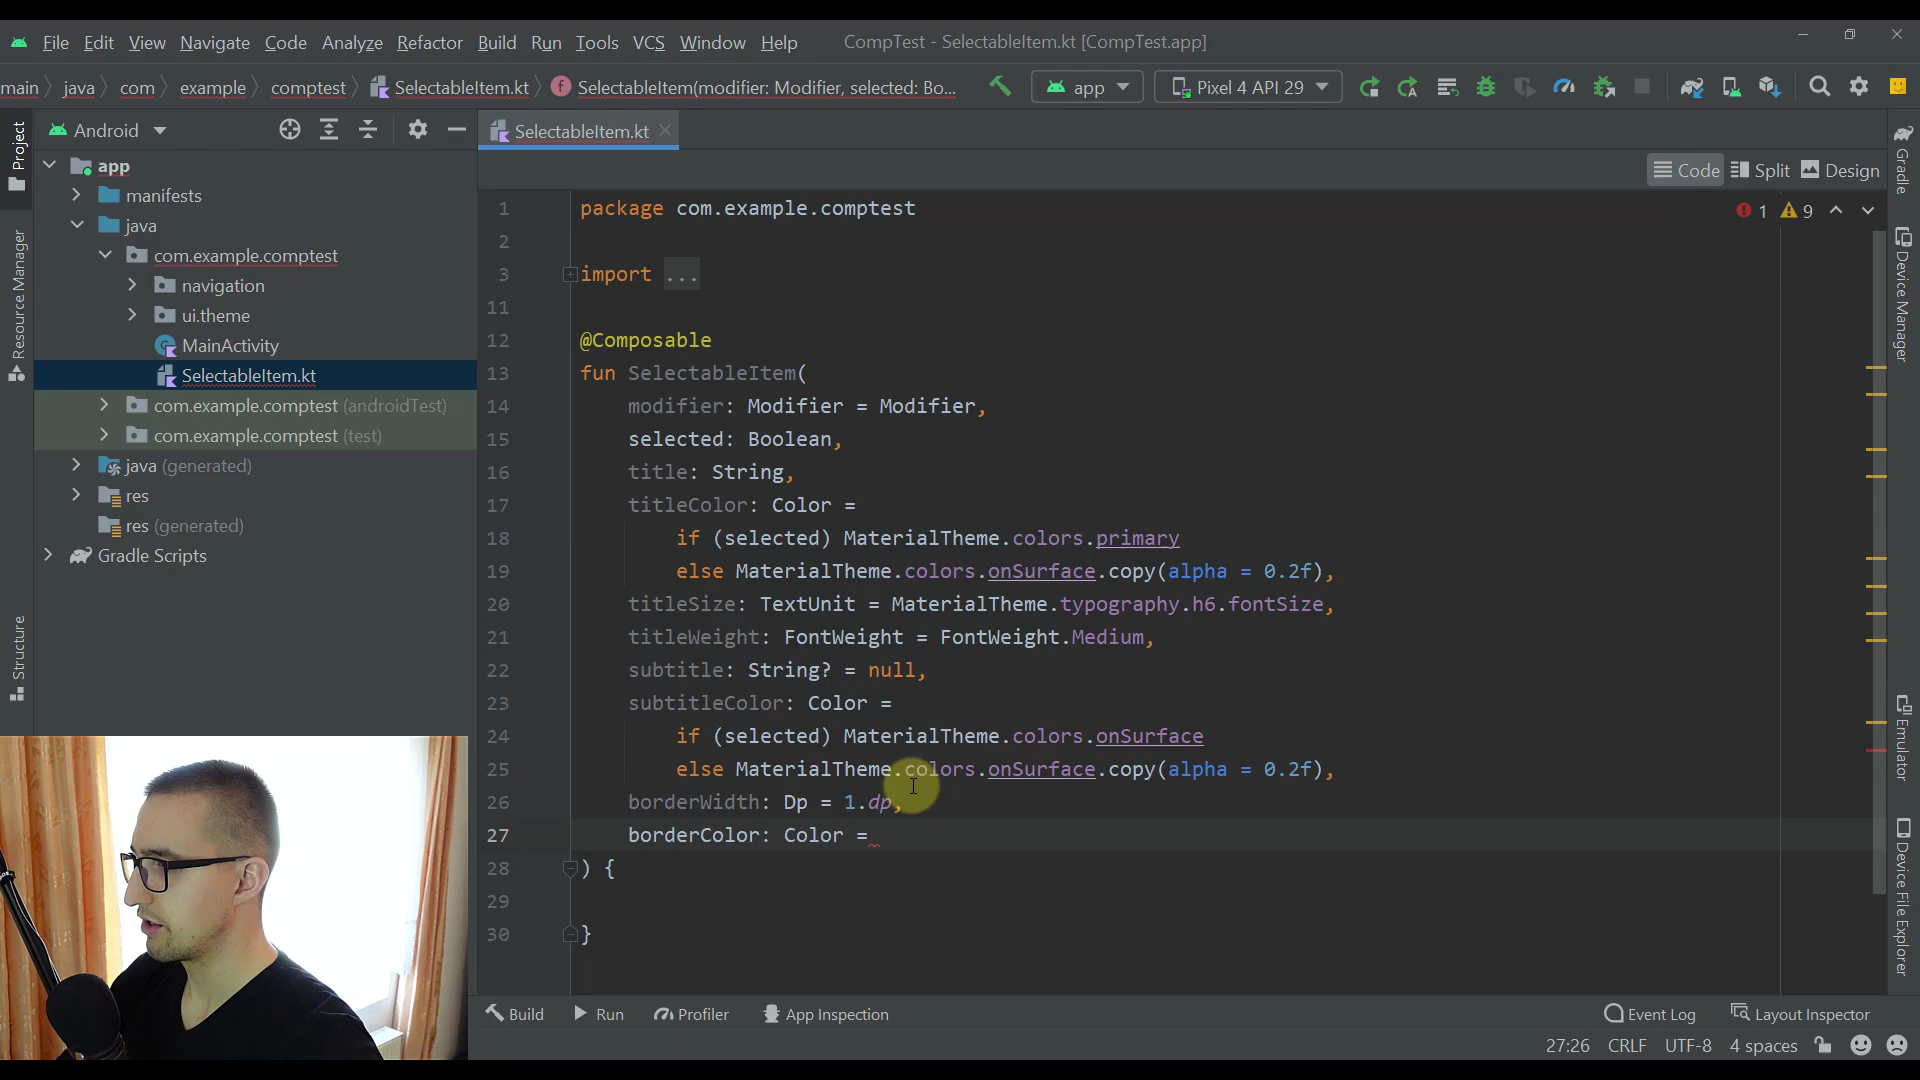 File Edit View Navigate Code Analyze Refactor Build Run Tools VCS Window Help CompTest - SelectableItem.kt [CompTest.app]
main java com example comptest SelectableItem.kt SelectableItem(modifier: Modifier, selected: Bo... app Pixel 4 API 29
Android SelectableItem.kt
Code Split Design
Project
Resource Manager
Structure
app
manifests
java
com.example.comptest
navigation
ui.theme
MainActivity
SelectableItem.kt
com.example.comptest (androidTest)
com.example.comptest (test)
java (generated)
res
res (generated)
Gradle Scripts
1 package com.example.comptest
1 9
2
3 import ...
11
12 @Composable
13 fun SelectableItem(
14 modifier: Modifier = Modifier,
15 selected: Boolean,
16 title: String,
17 titleColor: Color =
18 if (selected) MaterialTheme.colors.primary
19 else MaterialTheme.colors.onSurface.copy(alpha = 0.2f),
20 titleSize: TextUnit = MaterialTheme.typography.h6.fontSize,
21 titleWeight: FontWeight = FontWeight.Medium,
22 subtitle: String? = null,
23 subtitleColor: Color =
24 if (selected) MaterialTheme.colors.onSurface
25 else MaterialTheme.colors.onSurface.copy(alpha = 0.2f),
26 borderWidth: Dp = 1.dp,
27 borderColor: Color =
28 ) {
29
30 }
Gradle
Device Manager
Emulator
Device File Explorer
Build Run Profiler App Inspection Event Log Layout Inspector
27:26 CRLF UTF-8 4 spaces